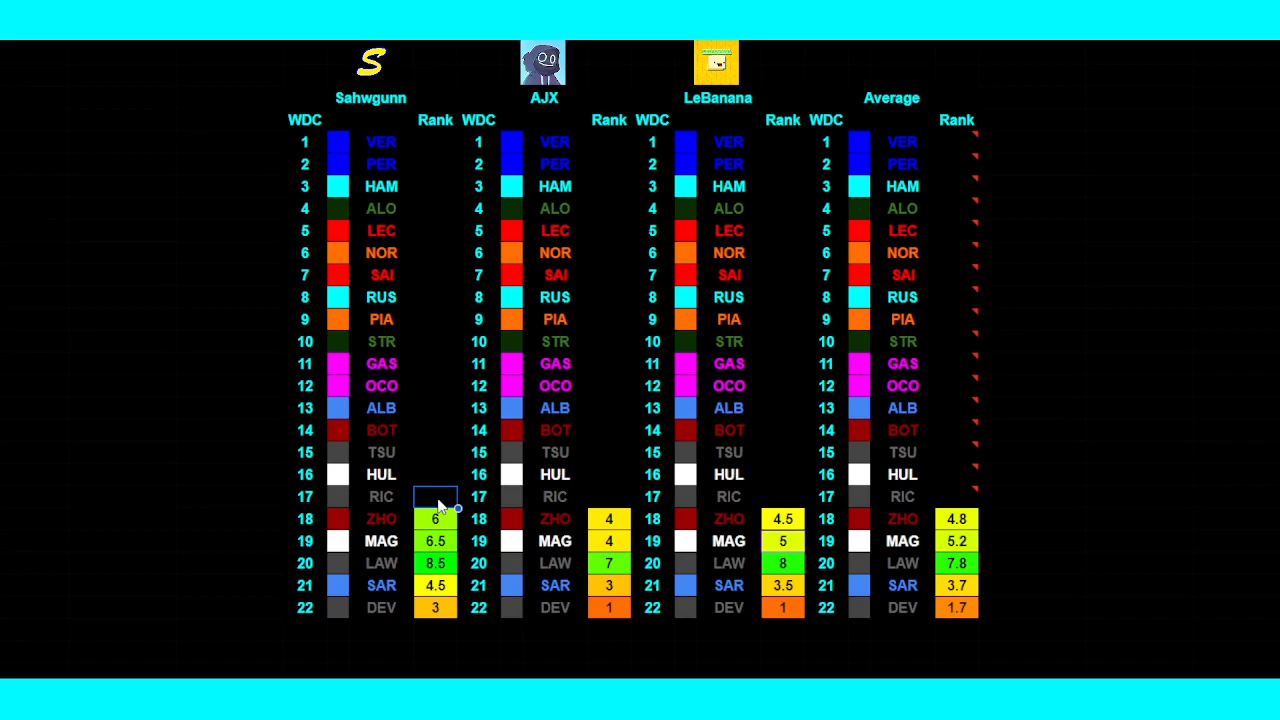 S
Sahwgunn AJX LeBanana Average
WDC Rank WDC Rank WDC Rank WDC Rank
1 VER 1 VER 1 VER 1 VER
2 PER 2 PER 2 PER 2 PER
3 HAM 3 HAM 3 HAM 3 HAM
4 ALO 4 ALO 4 ALO 4 ALO
5 LEC 5 LEC 5 LEC 5 LEC
6 NOR 6 NOR 6 NOR 6 NOR
7 SAI 7 SAI 7 SAI 7 SAI
8 RUS 8 RUS 8 RUS 8 RUS
9 PIA 9 PIA 9 PIA 9 PIA
10 STR 10 STR 10 STR 10 STR
11 GAS 11 GAS 11 GAS 11 GAS
12 OCO 12 OCO 12 OCO 12 OCO
13 ALB 13 ALB 13 ALB 13 ALB
14 BOT 14 BOT 14 BOT 14 BOT
15 TSU 15 TSU 15 TSU 15 TSU
16 HUL 16 HUL 16 HUL 16 HUL
17 RIC 17 RIC 17 RIC 17 RIC
18 ZHO 6 18 ZHO 4 18 ZHO 4.5 18 ZHO 4.8
19 MAG 6.5 19 MAG 4 19 MAG 5 19 MAG 5.2
20 LAW 8.5 20 LAW 7 20 LAW 8 20 LAW 7.8
21 SAR 4.5 21 SAR 3 21 SAR 3.5 21 SAR 3.7
22 DEV 3 22 DEV 1 22 DEV 1 22 DEV 1.7